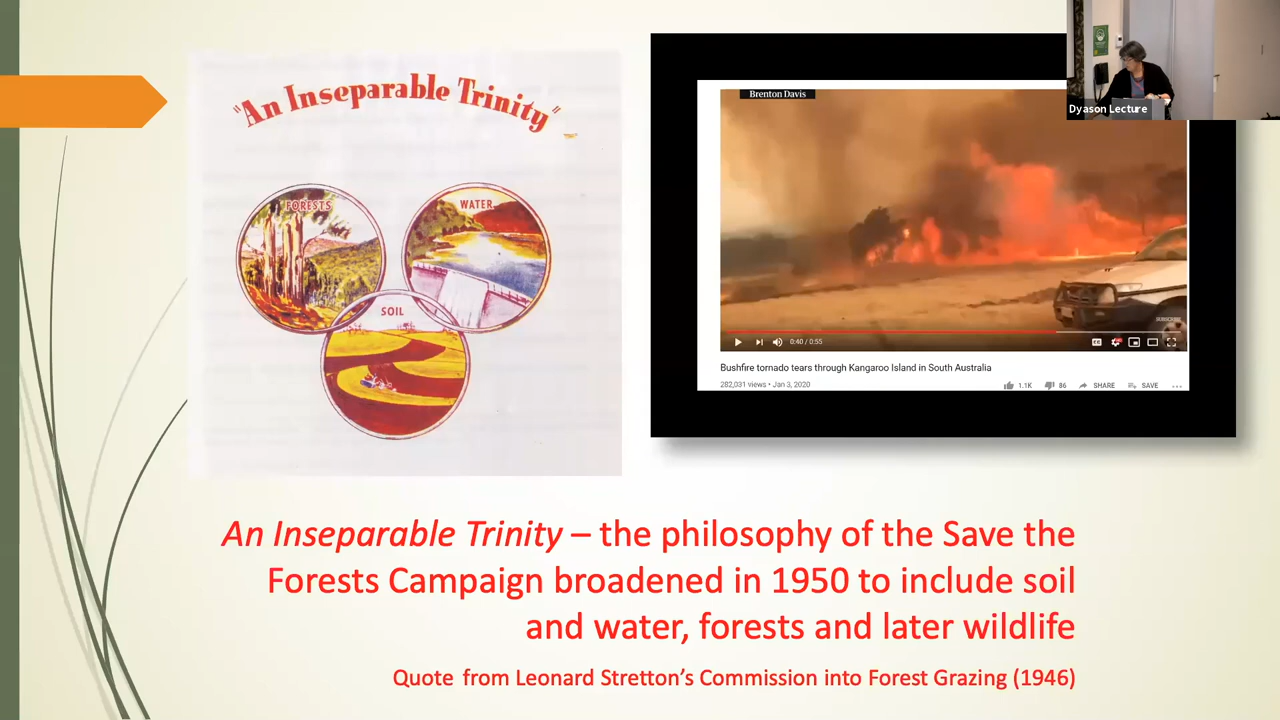 "An Inseparable Trinity"
FORESTS
WATER
SOIL
Brenton Davis
Dyason Lecture
SUBSCRIBE
0:40 / 0:55
Bushfire tornado tears through Kangaroo Island in South Australia
282,031 views • Jan 3, 2020
1.1K
86
SHARE
SAVE
An Inseparable Trinity – the philosophy of the Save the
Forests Campaign broadened in 1950 to include soil
and water, forests and later wildlife
Quote from Leonard Stretton's Commission into Forest Grazing (1946)